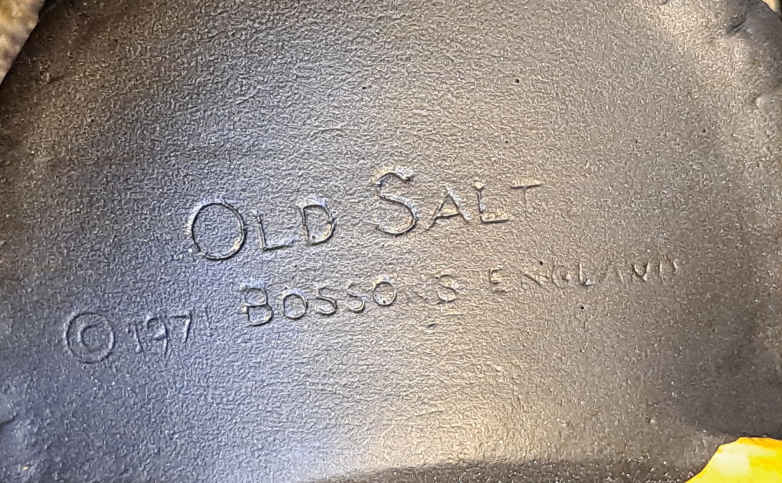 OLD SALT
© 1971 BOSSONS ENGLAND